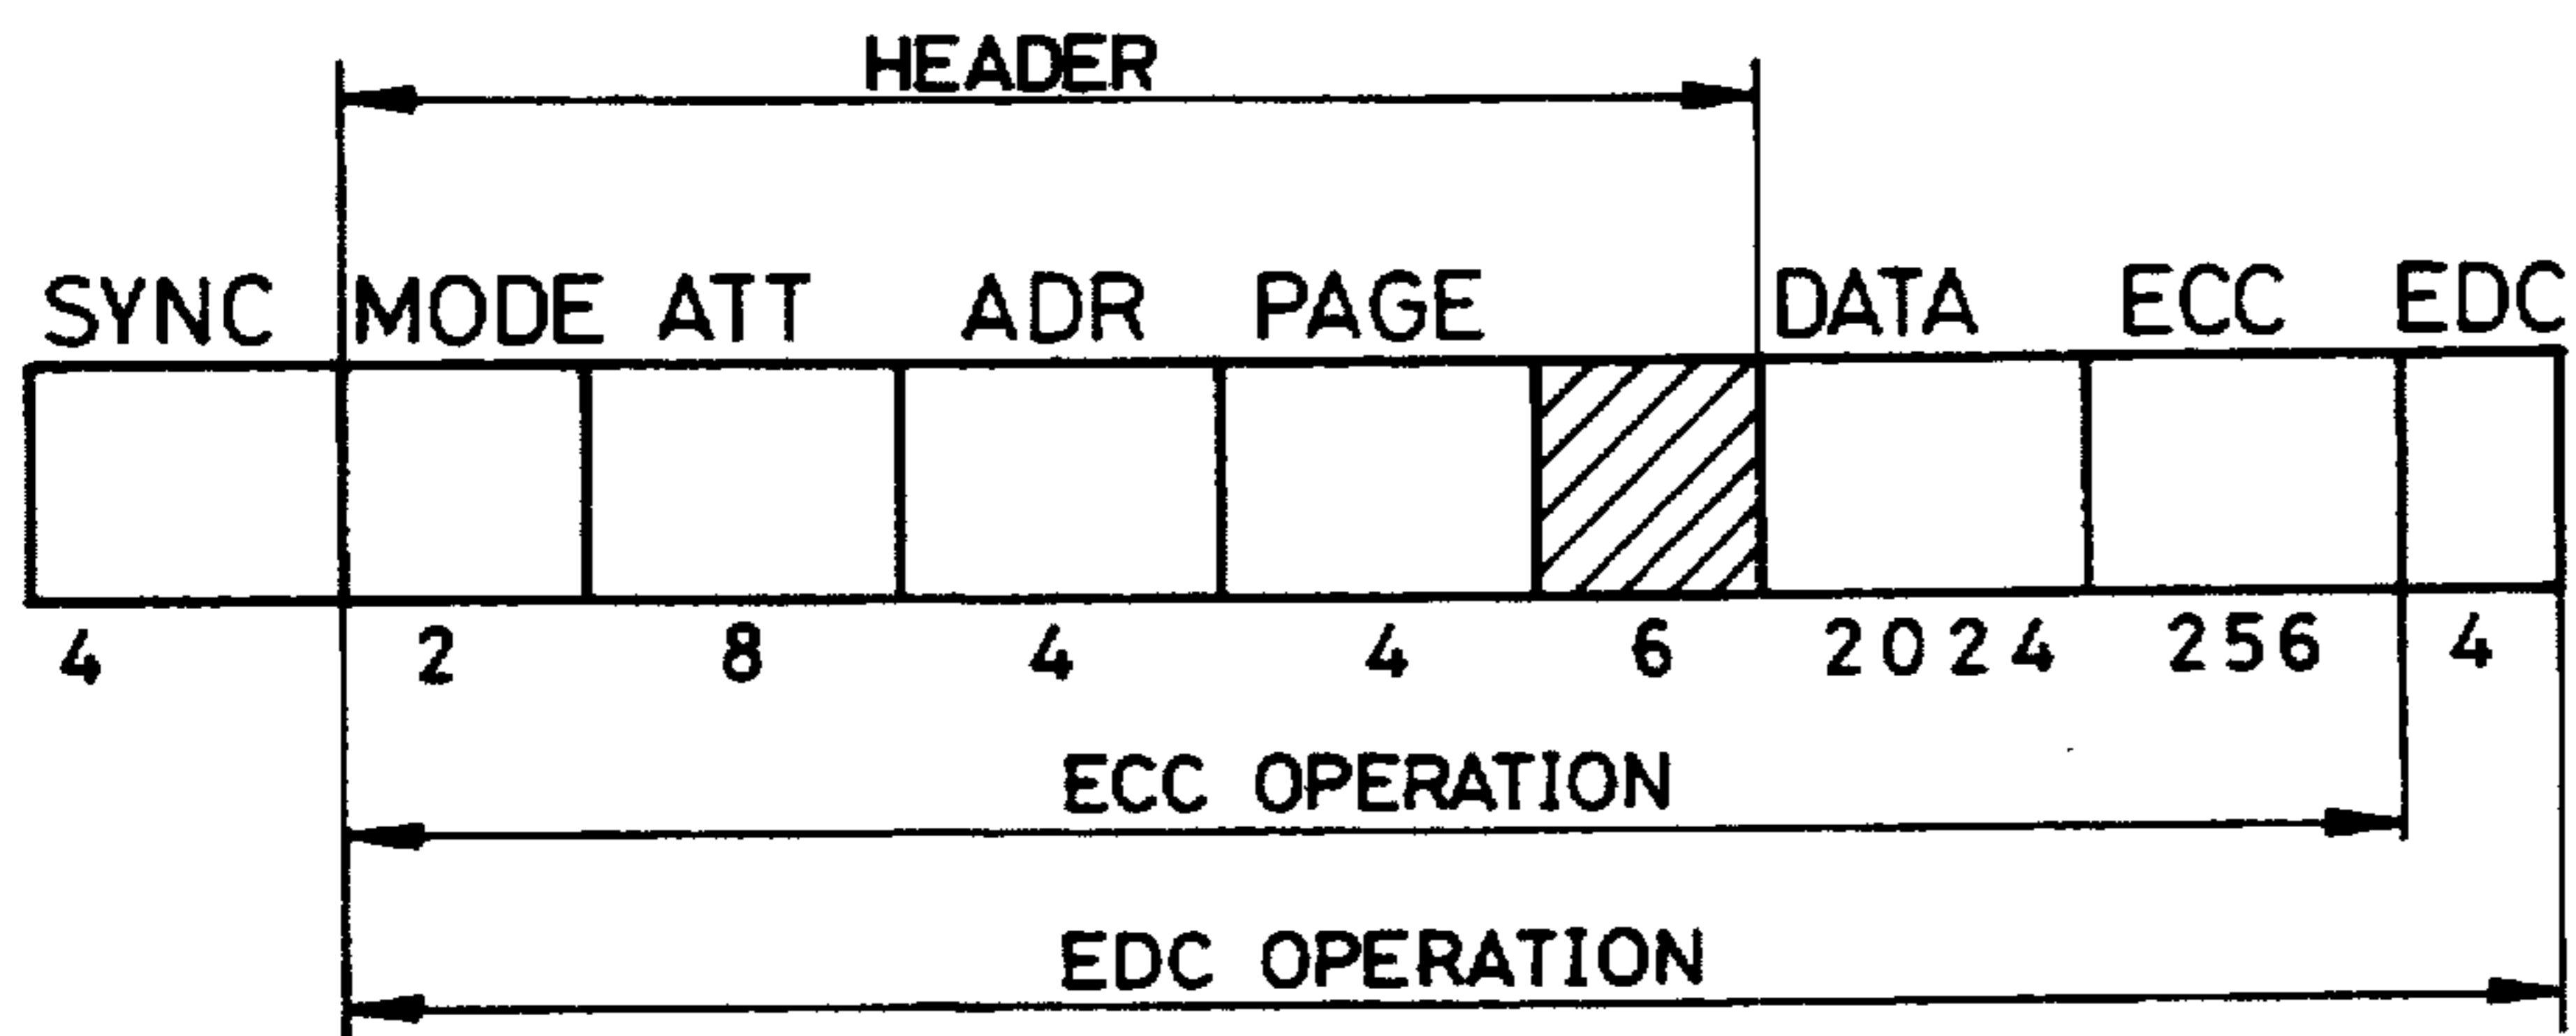 HEADER
SYNC MODE ATT ADR PAGE DATA ECC EDC
4 2 8 4 4 6 2024 256 4
ECC OPERATION
EDC OPERATION